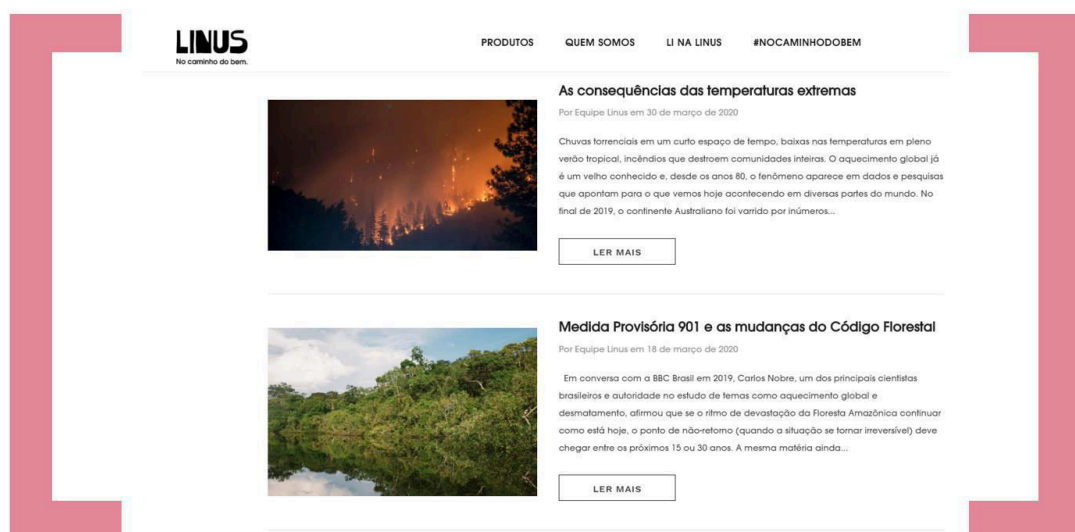 LINUS
No caminho do bem.
PRODUTOS QUEM SOMOS LI NA LINUS #NOCAMINHODOBEM
As consequências das temperaturas extremas
Por Equipe Linus em 30 de março de 2020
Chuvas torrenciais em um curto espaço de tempo, baixas nas temperaturas em pleno
verão tropical, incêndios que destroem comunidades inteiras. O aquecimento global já
é um velho conhecido e, desde os anos 80, o fenômeno aparece em dados e pesquisas
que apontam para o que vemos hoje acontecendo em diversas partes do mundo. No
final de 2019, o continente Australiano foi varrido por inúmeros...
LER MAIS
Medida Provisória 901 e as mudanças do Código Florestal
Por Equipe Linus em 18 de março de 2020
Em conversa com a BBC Brasil em 2019, Carlos Nobre, um dos principais cientistas
brasileiros e autoridade no estudo de temas como aquecimento global e
desmatamento, afirmou que se o ritmo de devastação da Floresta Amazônica continuar
como está hoje, o ponto de não-retorno (quando a situação se tornar irreversível) deve
chegar entre os próximos 15 ou 30 anos. A mesma matéria ainda...
LER MAIS